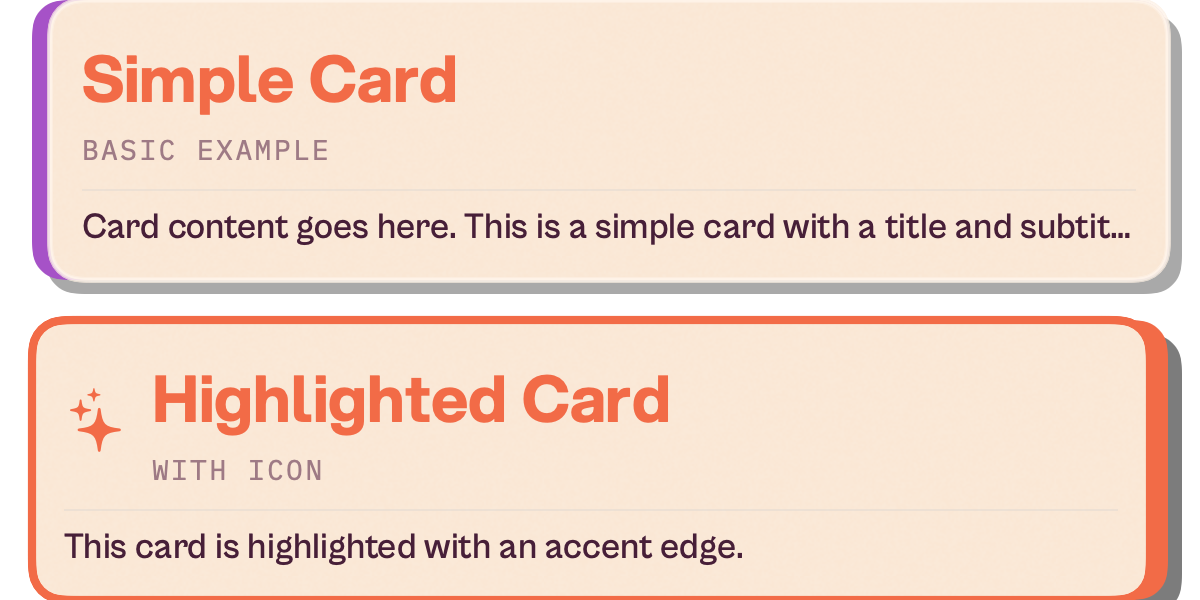 Simple Card
BASIC EXAMPLE
Card content goes here. This is a simple card with a title and subtit...
Highlighted Card
WITH ICON
This card is highlighted with an accent edge.